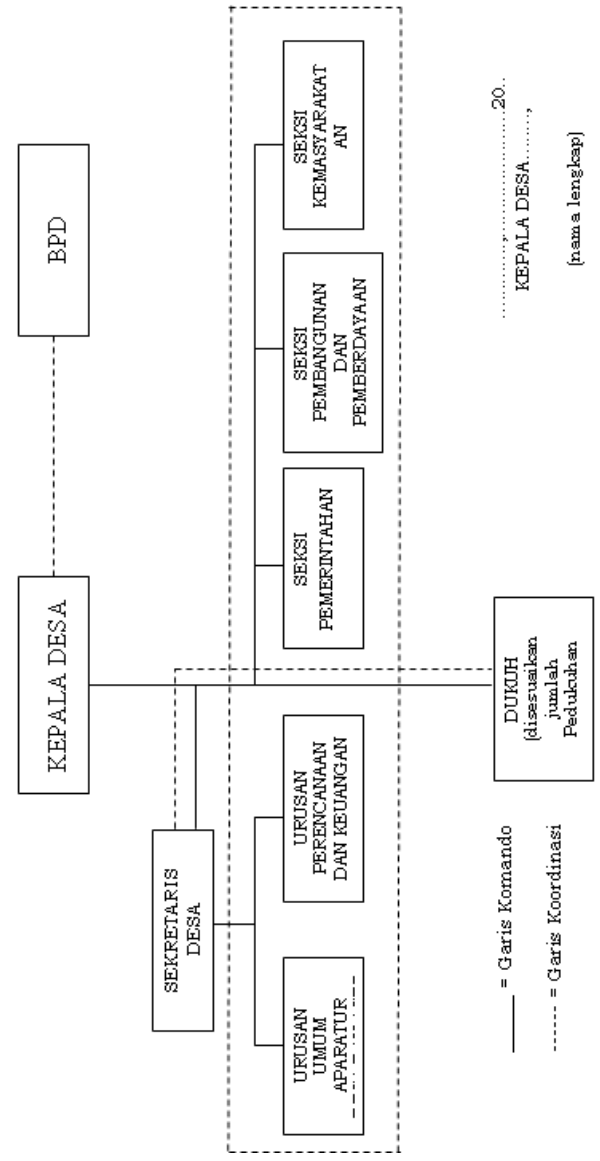 KEPALA DESA
BPD
SEKRETARIS
DESA
URUSAN
UMUM
APARATUR
URUSAN
PERENCANAAN
DAN KEUANGAN
SEKSI
PEMERINTAHAN
SEKSI
PEMBANGUNAN
DAN
PEMBERDAYAAN
SEKSI
KEMASYARAKAT
AN
DUKUH
(disesuaikan
jumlah
Pedukuhan
= Garis Komando
= Garis Koordinasi
............,........................20..
KEPALA DESA.........,
(nama lengkap)